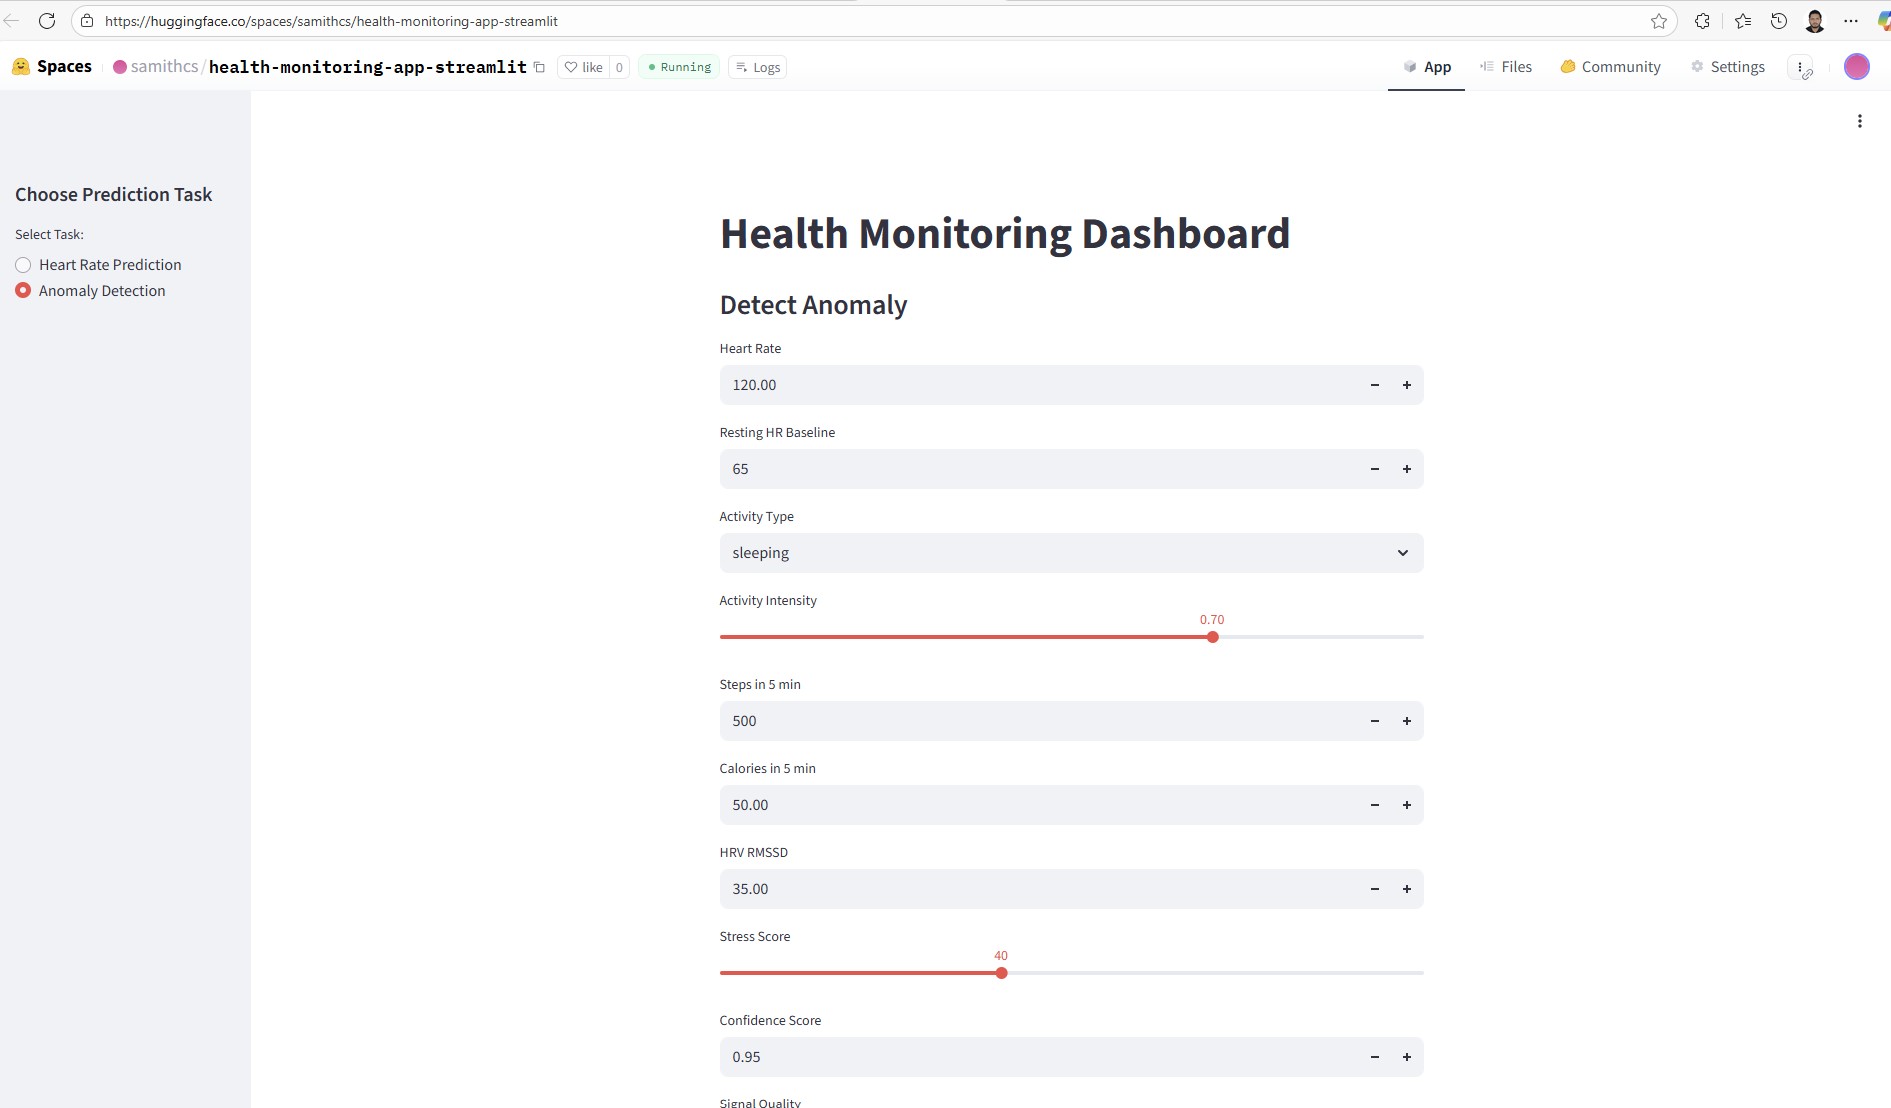 https://huggingface.co/spaces/samithcs/health-monitoring-app-streamlit
Spaces samithcs/health-monitoring-app-streamlit like 0 Running Logs App Files Community Settings
Choose Prediction Task
Select Task:
Heart Rate Prediction
Anomaly Detection
Health Monitoring Dashboard
Detect Anomaly
Heart Rate
120.00
Resting HR Baseline
65
Activity Type
sleeping
Activity Intensity
0.70
Steps in 5 min
500
Calories in 5 min
50.00
HRV RMSSD
35.00
Stress Score
40
Confidence Score
0.95
Signal Quality